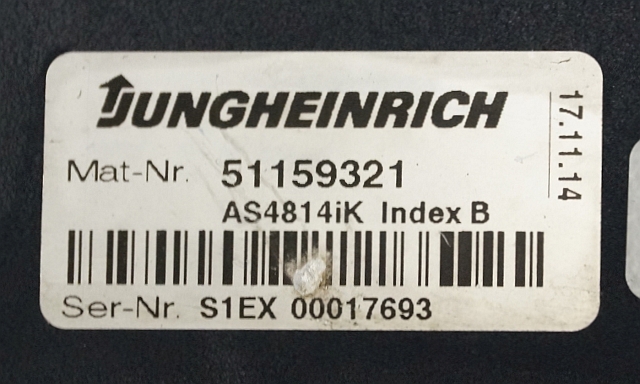 JUNGHEINRICH
17.11.14
Mat-Nr. 51159321
AS4814iK Index B
Ser-Nr. S1EX 00017693